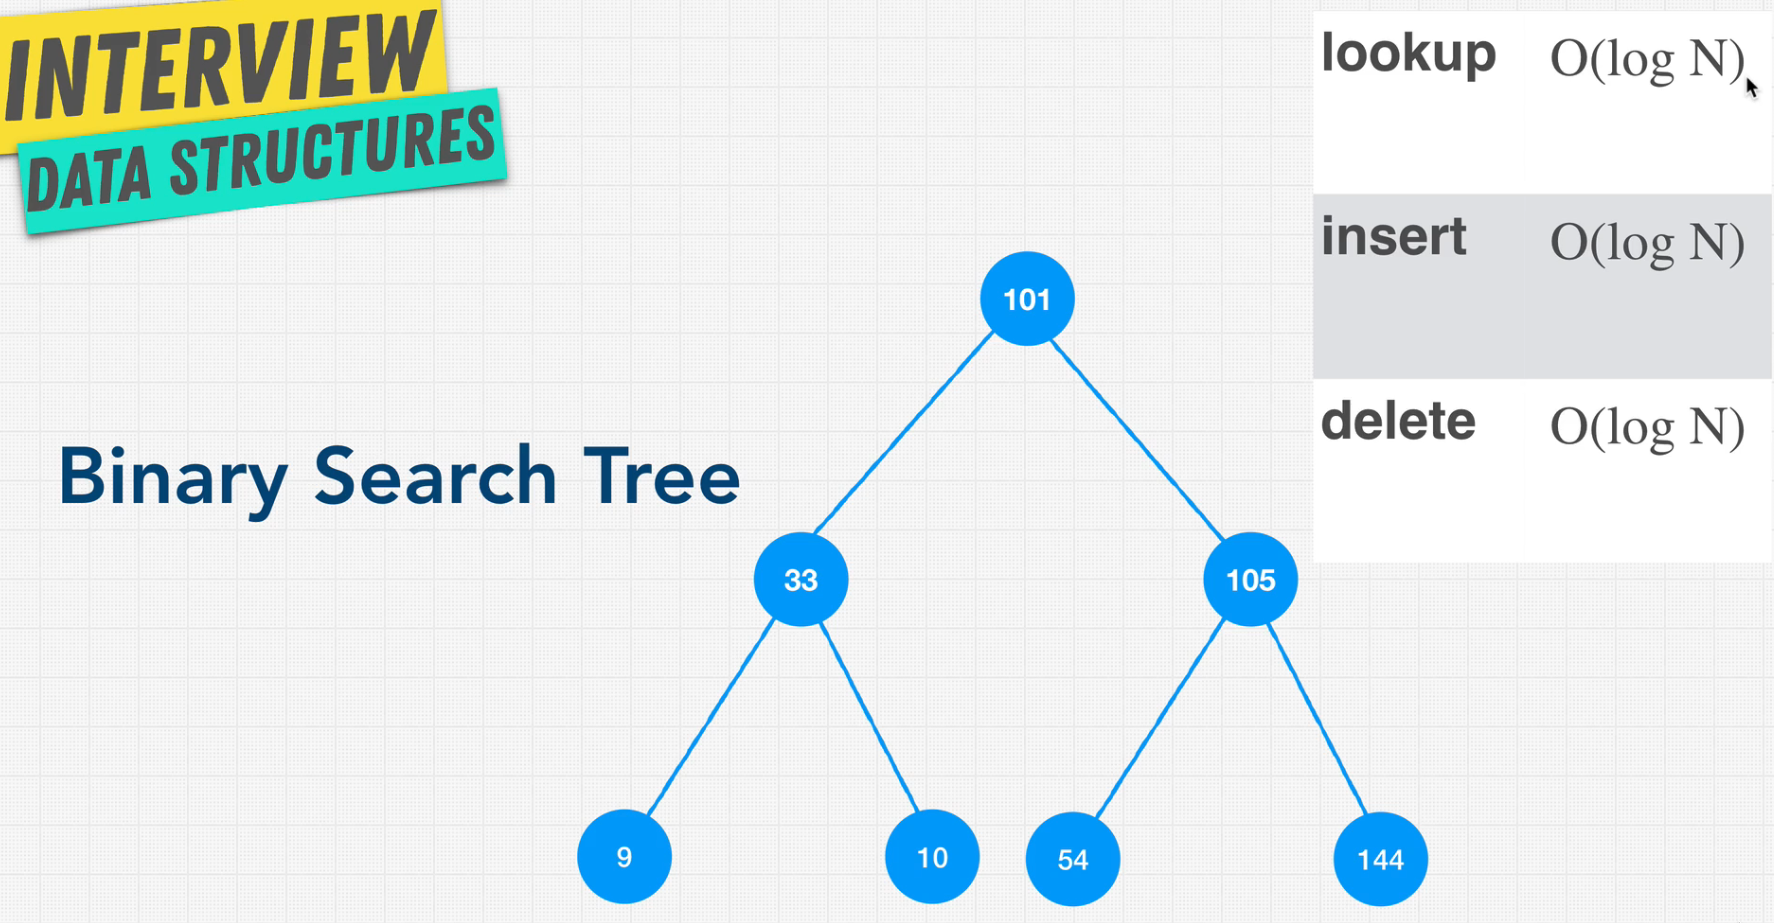 INTERVIEW
DATA STRUCTURES
lookup O(log N)
insert O(log N)
delete O(log N)
Binary Search Tree
101
33 105
9 10 54 144